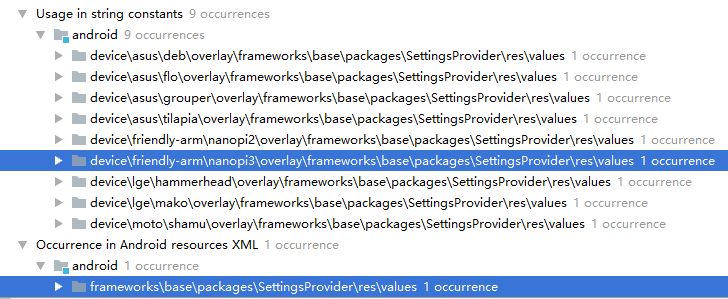 Usage in string constants 9 occurrences
android 9 occurrences
device\asus\deb\overlay\frameworks\base\packages\SettingsProvider\res\values 1 occurrence
device\asus\flo\overlay\frameworks\base\packages\SettingsProvider\res\values 1 occurrence
device\asus\grouper\overlay\frameworks\base\packages\SettingsProvider\res\values 1 occurrence
device\asus\tilapia\overlay\frameworks\base\packages\SettingsProvider\res\values 1 occurrence
device\friendly-arm\nanopi2\overlay\frameworks\base\packages\SettingsProvider\res\values 1 occurrence
device\friendly-arm\nanopi3\overlay\frameworks\base\packages\SettingsProvider\res\values 1 occurrence
device\lge\hammerhead\overlay\frameworks\base\packages\SettingsProvider\res\values 1 occurrence
device\lge\mako\overlay\frameworks\base\packages\SettingsProvider\res\values 1 occurrence
device\moto\shamu\overlay\frameworks\base\packages\SettingsProvider\res\values 1 occurrence
Occurrence in Android resources XML 1 occurrence
android 1 occurrence
frameworks\base\packages\SettingsProvider\res\values 1 occurrence